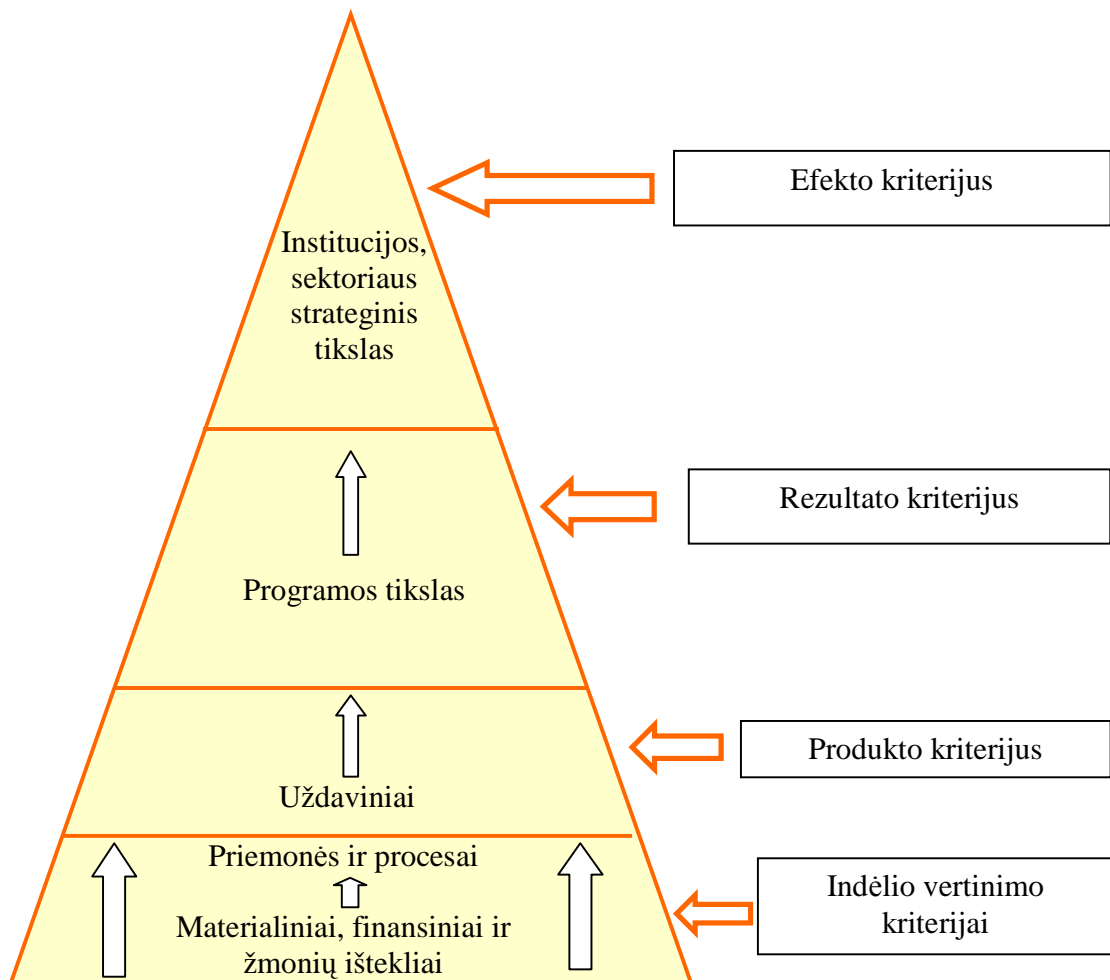 Efekto kriterijus
Institucijos,
sektoriaus
strateginis
tikslas
Rezultato kriterijus
Programos tikslas
Produkto kriterijus
Uždaviniai
Priemonės ir procesai
Indėlio vertinimo
kriterijai
Materialiniai, finansiniai ir
žmonių ištekliai